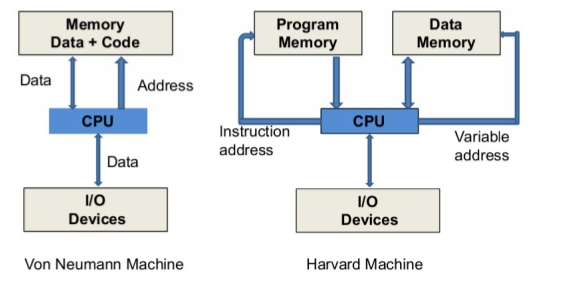 Memory
Data + Code
Data
Address
CPU
Data
I/O
Devices
Von Neumann Machine
Program
Memory
Data
Memory
CPU
Instruction
address
Variable
address
I/O
Devices
Harvard Machine